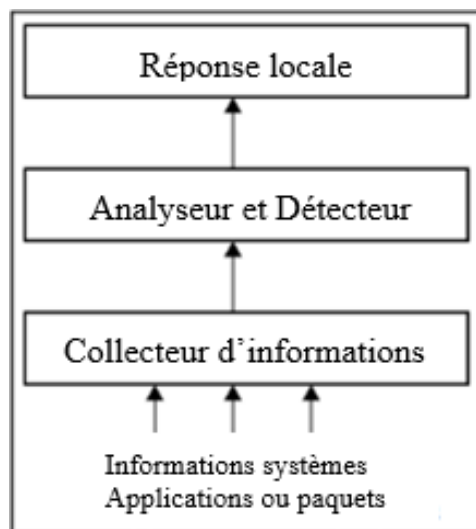 Réponse locale
Analyseur et Détecteur
Collecteur d'informations
Informations systèmes
Applications ou paquets